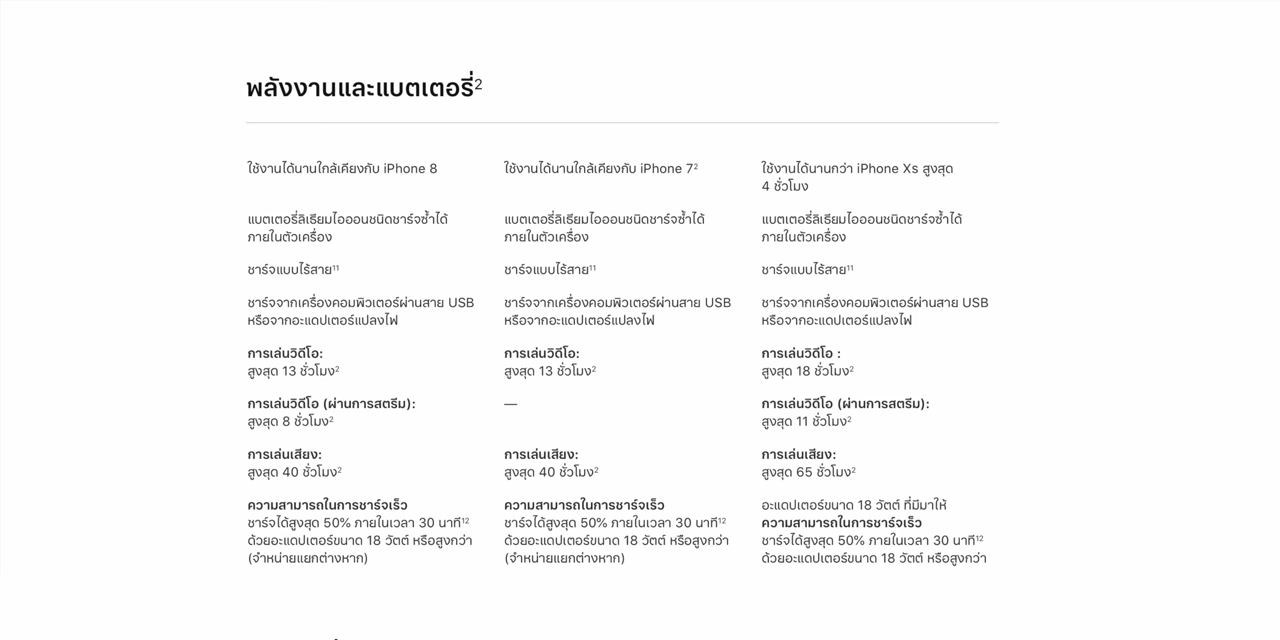 พลังงานและแบตเตอรี่²
ใช้งานได้นานใกล้เคียงกับ iPhone 8
แบตเตอรี่ลิเธียมไอออนชนิดชาร์จซ้ำได้
ภายในตัวเครื่อง
ชาร์จแบบไร้สาย¹¹
ชาร์จจากเครื่องคอมพิวเตอร์ผ่านสาย USB
หรือจากอะแดปเตอร์แปลงไฟ
การเล่นวิดีโอ:
สูงสุด 13 ชั่วโมง²
การเล่นวิดีโอ (ผ่านการสตรีม):
สูงสุด 8 ชั่วโมง²
การเล่นเสียง:
สูงสุด 40 ชั่วโมง²
ความสามารถในการชาร์จเร็ว
ชาร์จได้สูงสุด 50% ภายในเวลา 30 นาที¹²
ด้วยอะแดปเตอร์ขนาด 18 วัตต์ หรือสูงกว่า
(จำหน่ายแยกต่างหาก)
ใช้งานได้นานใกล้เคียงกับ iPhone 7²
แบตเตอรี่ลิเธียมไอออนชนิดชาร์จซ้ำได้
ภายในตัวเครื่อง
ชาร์จแบบไร้สาย¹¹
ชาร์จจากเครื่องคอมพิวเตอร์ผ่านสาย USB
หรือจากอะแดปเตอร์แปลงไฟ
การเล่นวิดีโอ:
สูงสุด 13 ชั่วโมง²
—
การเล่นเสียง:
สูงสุด 40 ชั่วโมง²
ความสามารถในการชาร์จเร็ว
ชาร์จได้สูงสุด 50% ภายในเวลา 30 นาที¹²
ด้วยอะแดปเตอร์ขนาด 18 วัตต์ หรือสูงกว่า
(จำหน่ายแยกต่างหาก)
ใช้งานได้นานกว่า iPhone Xs สูงสุด
4 ชั่วโมง
แบตเตอรี่ลิเธียมไอออนชนิดชาร์จซ้ำได้
ภายในตัวเครื่อง
ชาร์จแบบไร้สาย¹¹
ชาร์จจากเครื่องคอมพิวเตอร์ผ่านสาย USB
หรือจากอะแดปเตอร์แปลงไฟ
การเล่นวิดีโอ :
สูงสุด 18 ชั่วโมง²
การเล่นวิดีโอ (ผ่านการสตรีม):
สูงสุด 11 ชั่วโมง²
การเล่นเสียง:
สูงสุด 65 ชั่วโมง²
อะแดปเตอร์ขนาด 18 วัตต์ ที่มีมาให้
ความสามารถในการชาร์จเร็ว
ชาร์จได้สูงสุด 50% ภายในเวลา 30 นาที¹²
ด้วยอะแดปเตอร์ขนาด 18 วัตต์ หรือสูงกว่า